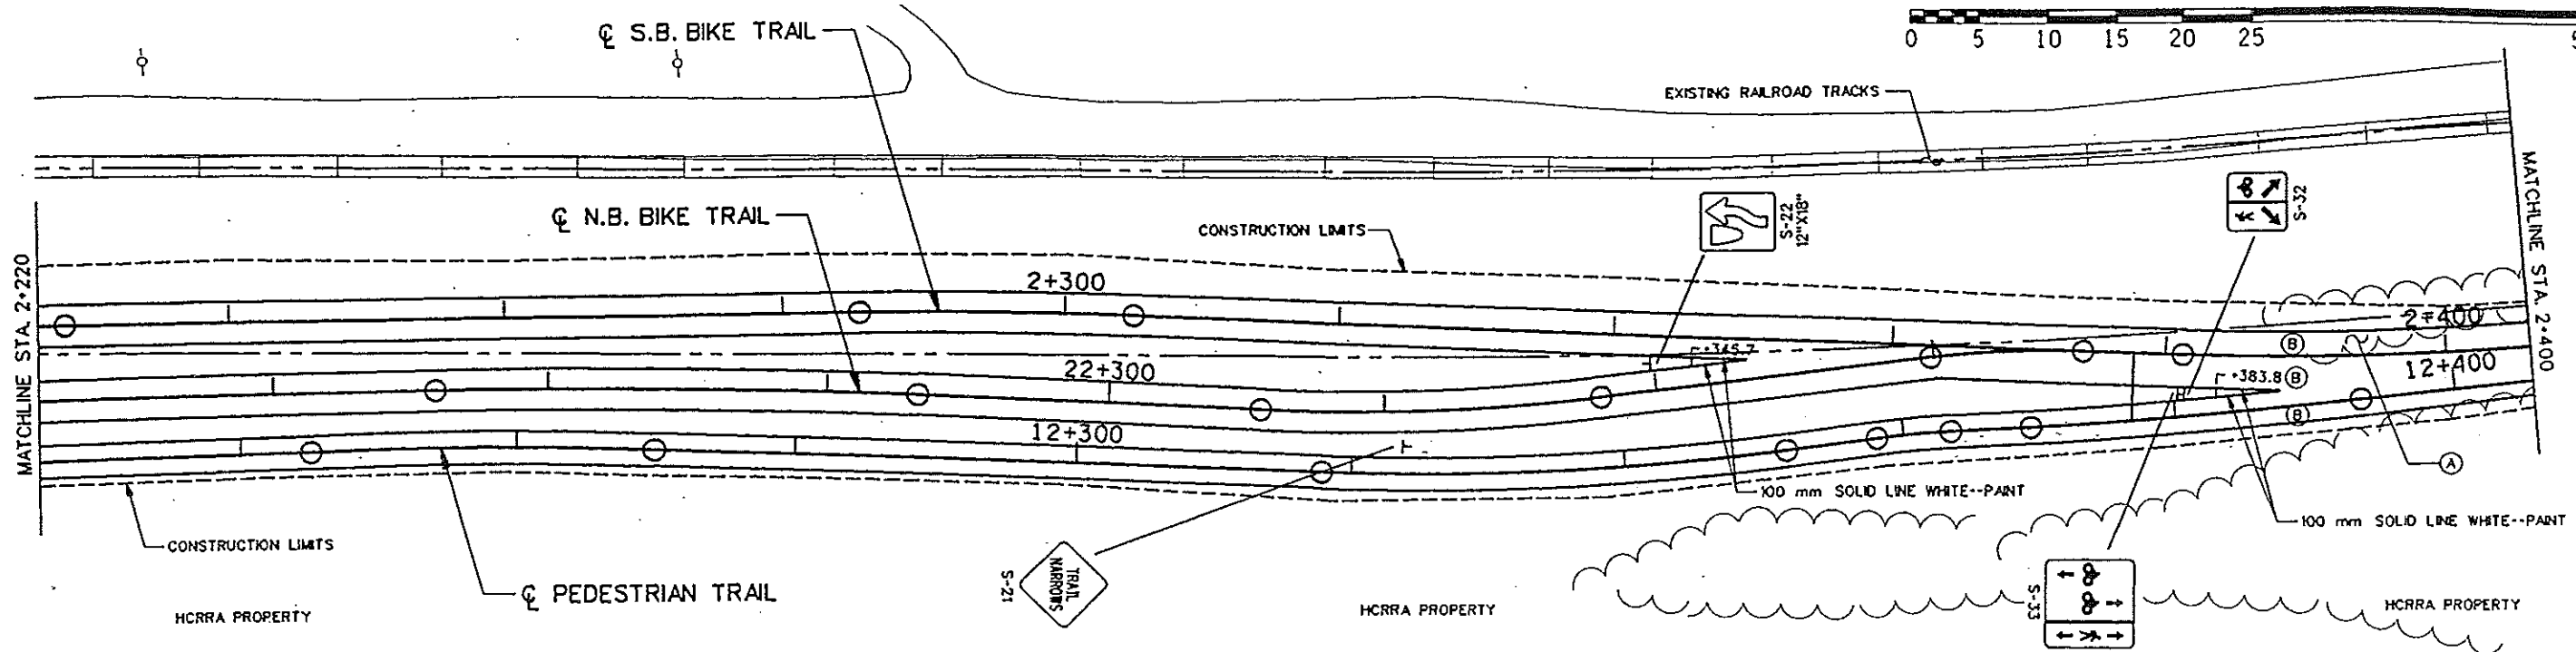 ℄ S.B. BIKE TRAIL
0 5 10 15 20 25
EXISTING RAILROAD TRACKS
℄ N.B. BIKE TRAIL
CONSTRUCTION LIMITS
S-22
12"X18"
S-32
MATCHLINE STA. 2+220
MATCHLINE STA. 2+400
2+300
2+400
+345.7
B
22+300
12+400
+383.8
B
B
12+300
A
100 mm SOLID LINE WHITE--PAINT
100 mm SOLID LINE WHITE--PAINT
CONSTRUCTION LIMITS
TRAIL
NARROWS
S-21
℄ PEDESTRIAN TRAIL
S-33
HCRRA PROPERTY
HCRRA PROPERTY
HCRRA PROPERTY